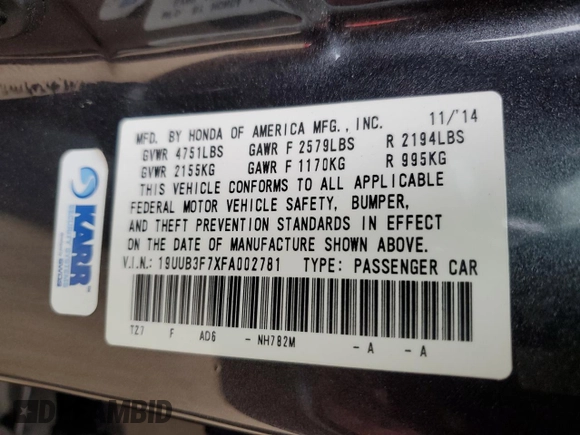 MFD. BY HONDA OF AMERICA MFG., INC. 11/'14
GVWR 4751LBS GAWR F 2579LBS R 2194LBS
GVWR 2155KG GAWR F 1170KG R 995KG
THIS VEHICLE CONFORMS TO ALL APPLICABLE
FEDERAL MOTOR VEHICLE SAFETY, BUMPER,
AND THEFT PREVENTION STANDARDS IN EFFECT
ON THE DATE OF MANUFACTURE SHOWN ABOVE.
V.I.N.: 19UUB3F7XFA002781 TYPE: PASSENGER CAR
TZ7 F AD6 - NH782M - A - A
KARR